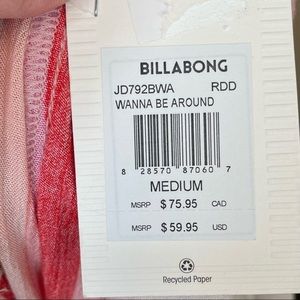 BILLABONG
JD792BWA RDD
WANNA BE AROUND
8 28570 87060 7
MEDIUM
MSRP $75.95 CAD
MSRP $59.95 USD
Recycled Paper